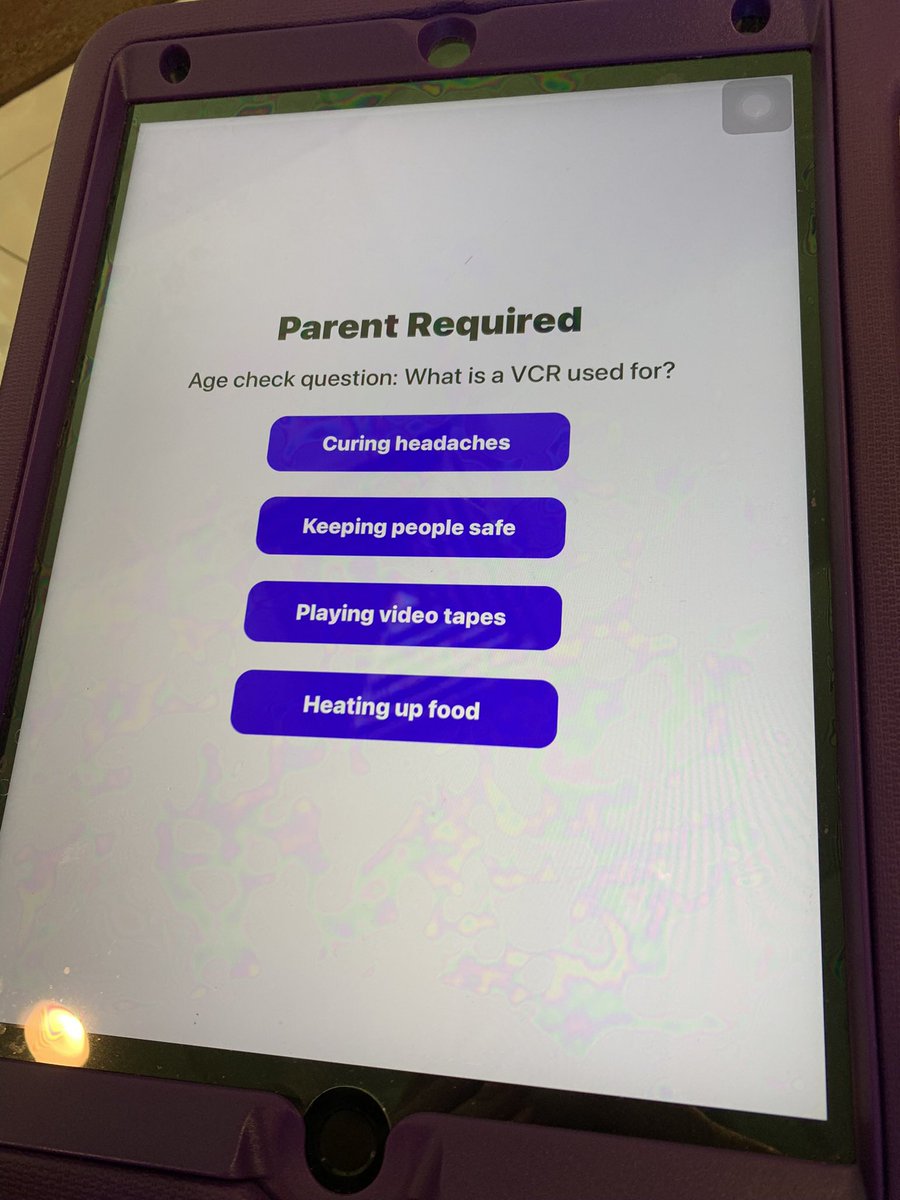 Parent Required
Age check question: What is a VCR used for?
Curing headaches
Keeping people safe
Playing video tapes
Heating up food